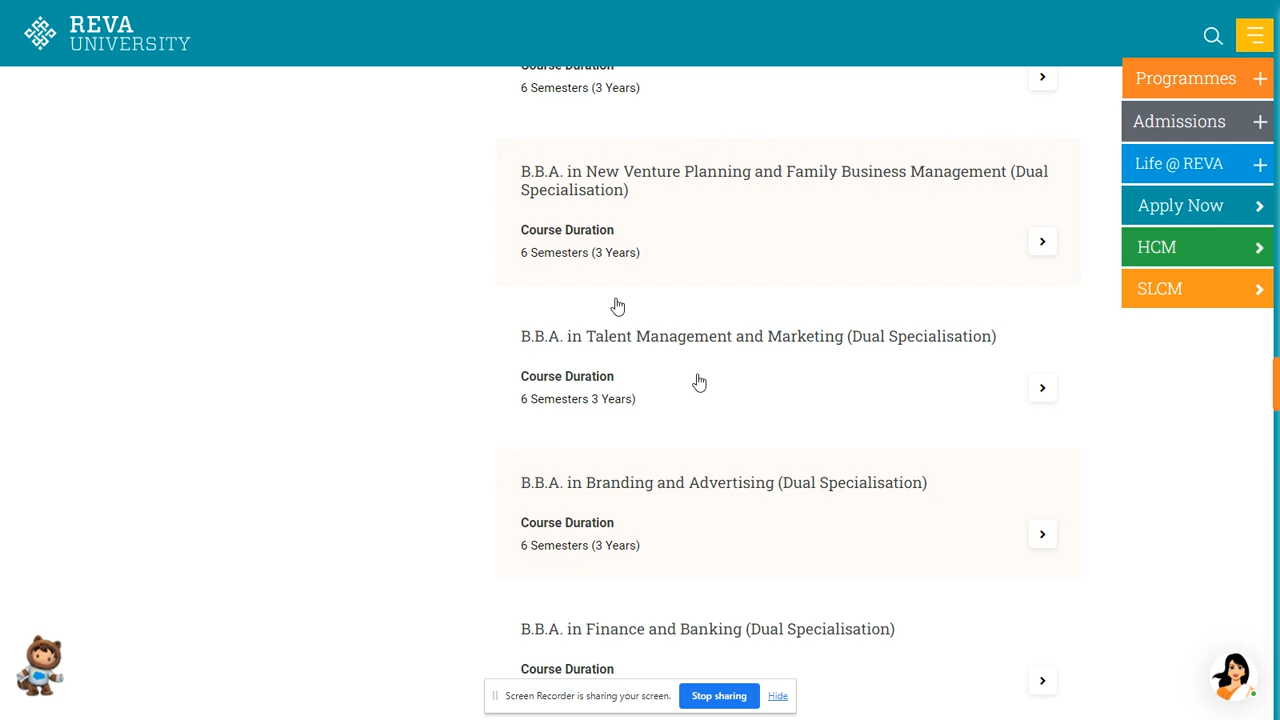 REVA
UNIVERSITY
Programmes
Admissions
Life @ REVA
Apply Now
HCM
SLCM
Course Duration
6 Semesters (3 Years)
B.B.A. in New Venture Planning and Family Business Management (Dual
Specialisation)
Course Duration
6 Semesters (3 Years)
B.B.A. in Talent Management and Marketing (Dual Specialisation)
Course Duration
6 Semesters 3 Years)
B.B.A. in Branding and Advertising (Dual Specialisation)
Course Duration
6 Semesters (3 Years)
B.B.A. in Finance and Banking (Dual Specialisation)
Course Duration
Screen Recorder is sharing your screen.
Stop sharing
Hide